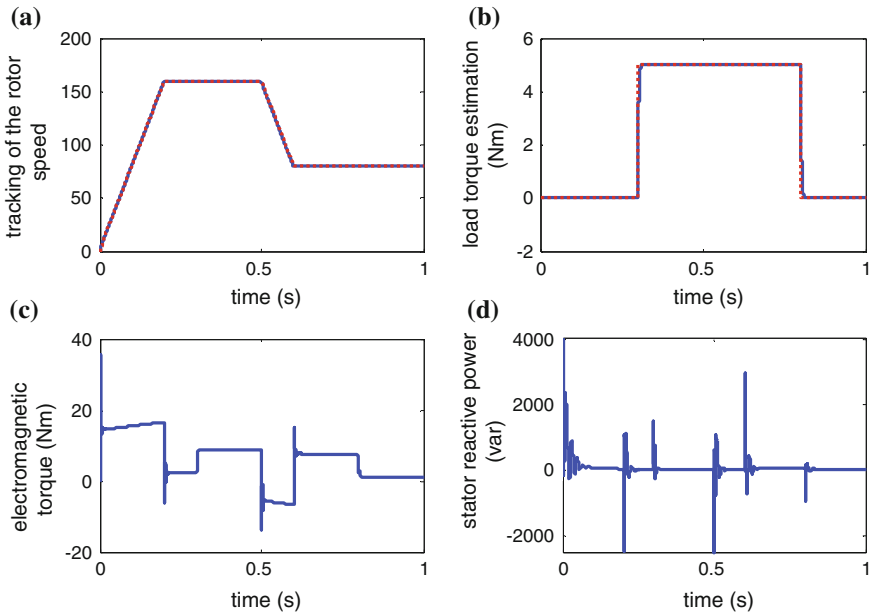 (a)
tracking of the rotor
speed
200
150
100
50
0
0
0.5
1
time (s)
(b)
load torque estimation
(Nm)
6
4
2
0
-2
0
0.5
1
time (s)
(c)
electromagnetic
torque (Nm)
40
20
0
-20
0
0.5
1
time (s)
(d)
stator reactive power
(var)
4000
2000
0
-2000
0
0.5
1
time (s)